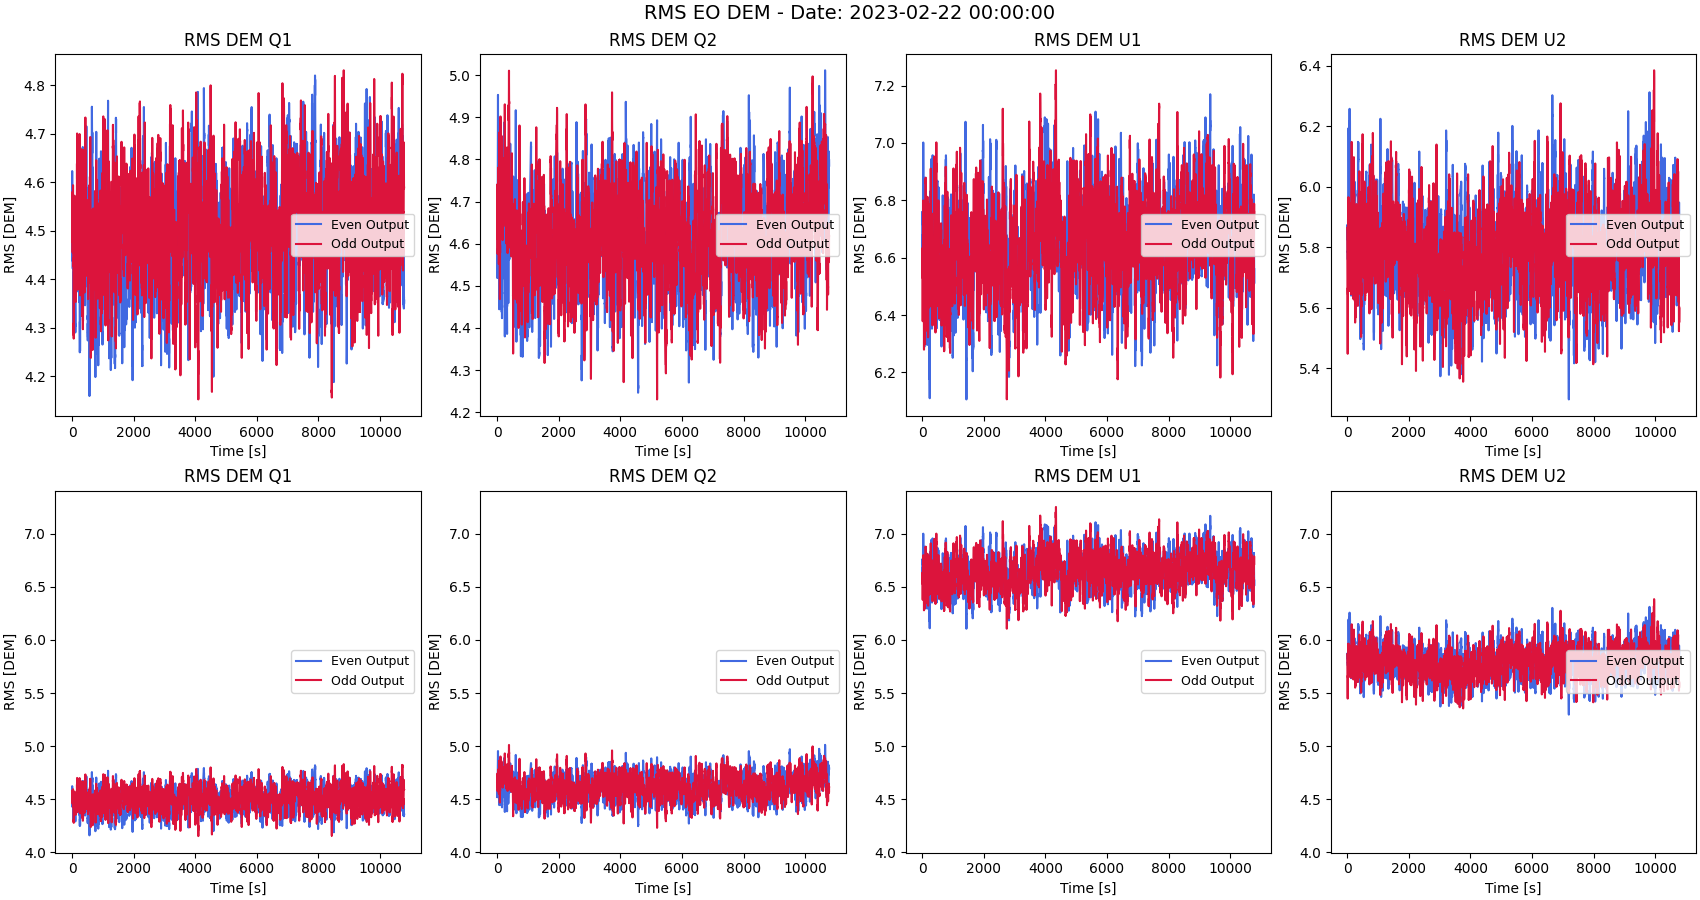 RMS EO DEM - Date: 2023-02-22 00:00:00
RMS DEM Q1
RMS [DEM]
4.8
4.7
4.6
4.5
4.4
4.3
4.2
Even Output
Odd Output
0 2000 4000 6000 8000 10000
Time [s]
RMS DEM Q2
RMS [DEM]
5.0
4.9
4.8
4.7
4.6
4.5
4.4
4.3
4.2
Even Output
Odd Output
0 2000 4000 6000 8000 10000
Time [s]
RMS DEM U1
RMS [DEM]
7.2
7.0
6.8
6.6
6.4
6.2
Even Output
Odd Output
0 2000 4000 6000 8000 10000
Time [s]
RMS DEM U2
RMS [DEM]
6.4
6.2
6.0
5.8
5.6
5.4
Even Output
Odd Output
0 2000 4000 6000 8000 10000
Time [s]
RMS DEM Q1
RMS [DEM]
7.0
6.5
6.0
5.5
5.0
4.5
4.0
Even Output
Odd Output
0 2000 4000 6000 8000 10000
Time [s]
RMS DEM Q2
RMS [DEM]
7.0
6.5
6.0
5.5
5.0
4.5
4.0
Even Output
Odd Output
0 2000 4000 6000 8000 10000
Time [s]
RMS DEM U1
RMS [DEM]
7.0
6.5
6.0
5.5
5.0
4.5
4.0
Even Output
Odd Output
0 2000 4000 6000 8000 10000
Time [s]
RMS DEM U2
RMS [DEM]
7.0
6.5
6.0
5.5
5.0
4.5
4.0
Even Output
Odd Output
0 2000 4000 6000 8000 10000
Time [s]